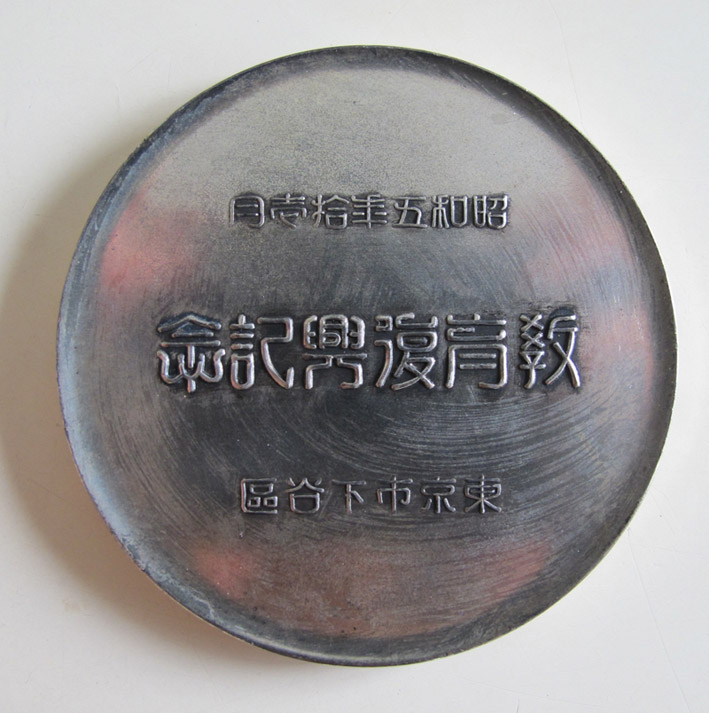 昭和五年拾壱月
教育復興記念
東京市下谷區